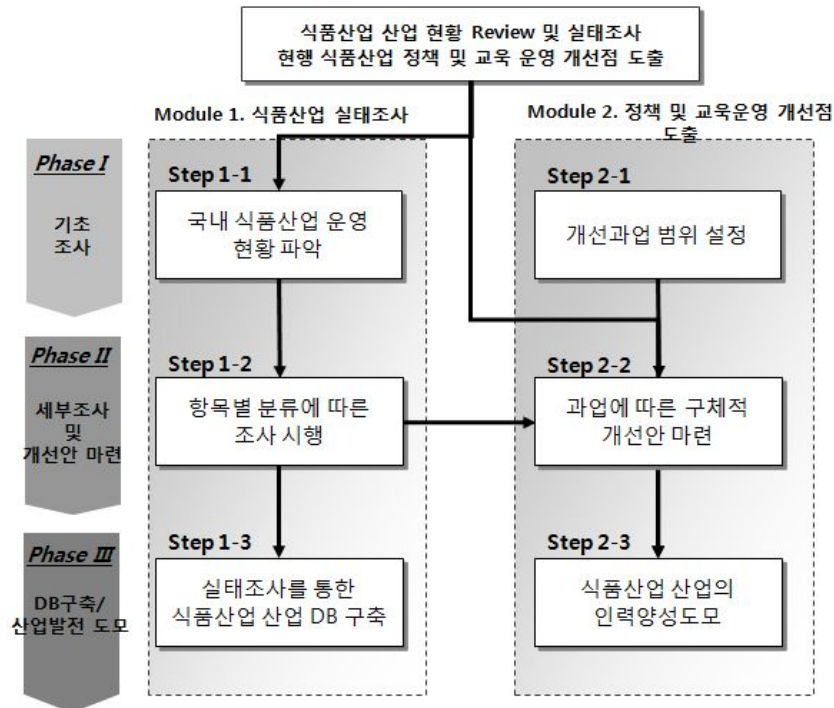 식품산업 산업 현황 Review 및 실태조사
현행 식품산업 정책 및 교육 운영 개선점 도출
Module 1. 식품산업 실태조사
Module 2. 정책 및 교육운영 개선점
도출
Phase I
기초
조사
Step 1-1
국내 식품산업 운영
현황 파악
Step 2-1
개선과업 범위 설정
Phase II
세부조사
및
개선안 마련
Step 1-2
항목별 분류에 따른
조사 시행
Step 2-2
과업에 따른 구체적
개선안 마련
Phase III
DB구축/
산업발전 도모
Step 1-3
실태조사를 통한
식품산업 산업 DB 구축
Step 2-3
식품산업 산업의
인력양성도모